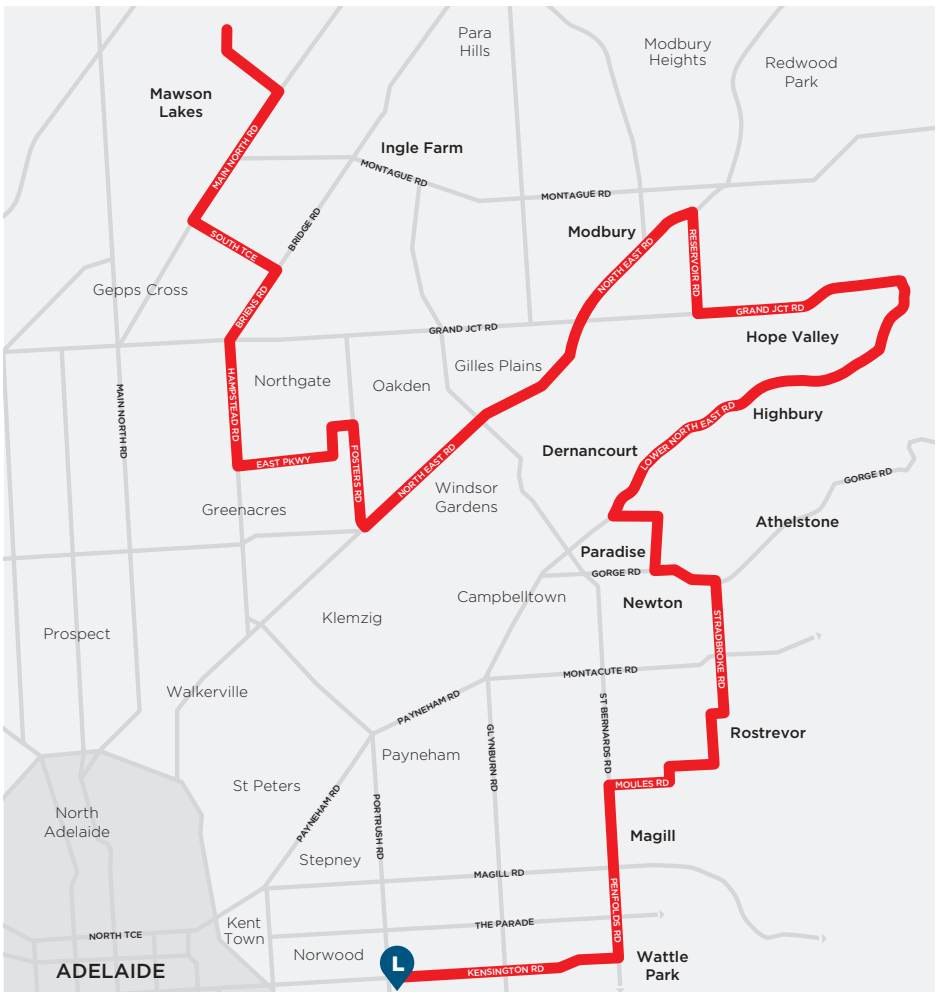 Para
Hills
Modbury
Heights
Redwood
Park
Mawson
Lakes
MAIN NORTH RD
Ingle Farm
MONTAGUE RD
MONTAGUE RD
BRIDGE RD
Modbury
NORTH EAST RD
RESERVOIR RD
SOUTH TCE
Gepps Cross
BRIENS RD
GRAND JCT RD
GRAND JCT RD
Hope Valley
Gilles Plains
Northgate
Oakden
HAMPSTEAD RD
MAIN NORTH RD
LOWER NORTH EAST RD
Highbury
Dernancourt
EAST PKWY
FOSTERS RD
NORTH EAST RD
Windsor
Gardens
GORGE RD
Greenacres
Athelstone
Paradise
GORGE RD
Campbelltown
Newton
Klemzig
Prospect
STRADBROKE RD
MONTACUTE RD
Walkerville
PAYNEHAM RD
ST BERNARDS RD
GLYNBURN RD
Rostrevor
Payneham
St Peters
MOULES RD
PAYNEHAM RD
PORTRUSH RD
North
Adelaide
Magill
Stepney
MAGILL RD
PENFOLDS RD
Kent
Town
THE PARADE
NORTH TCE
Norwood
L
KENSINGTON RD
Wattle
Park
ADELAIDE